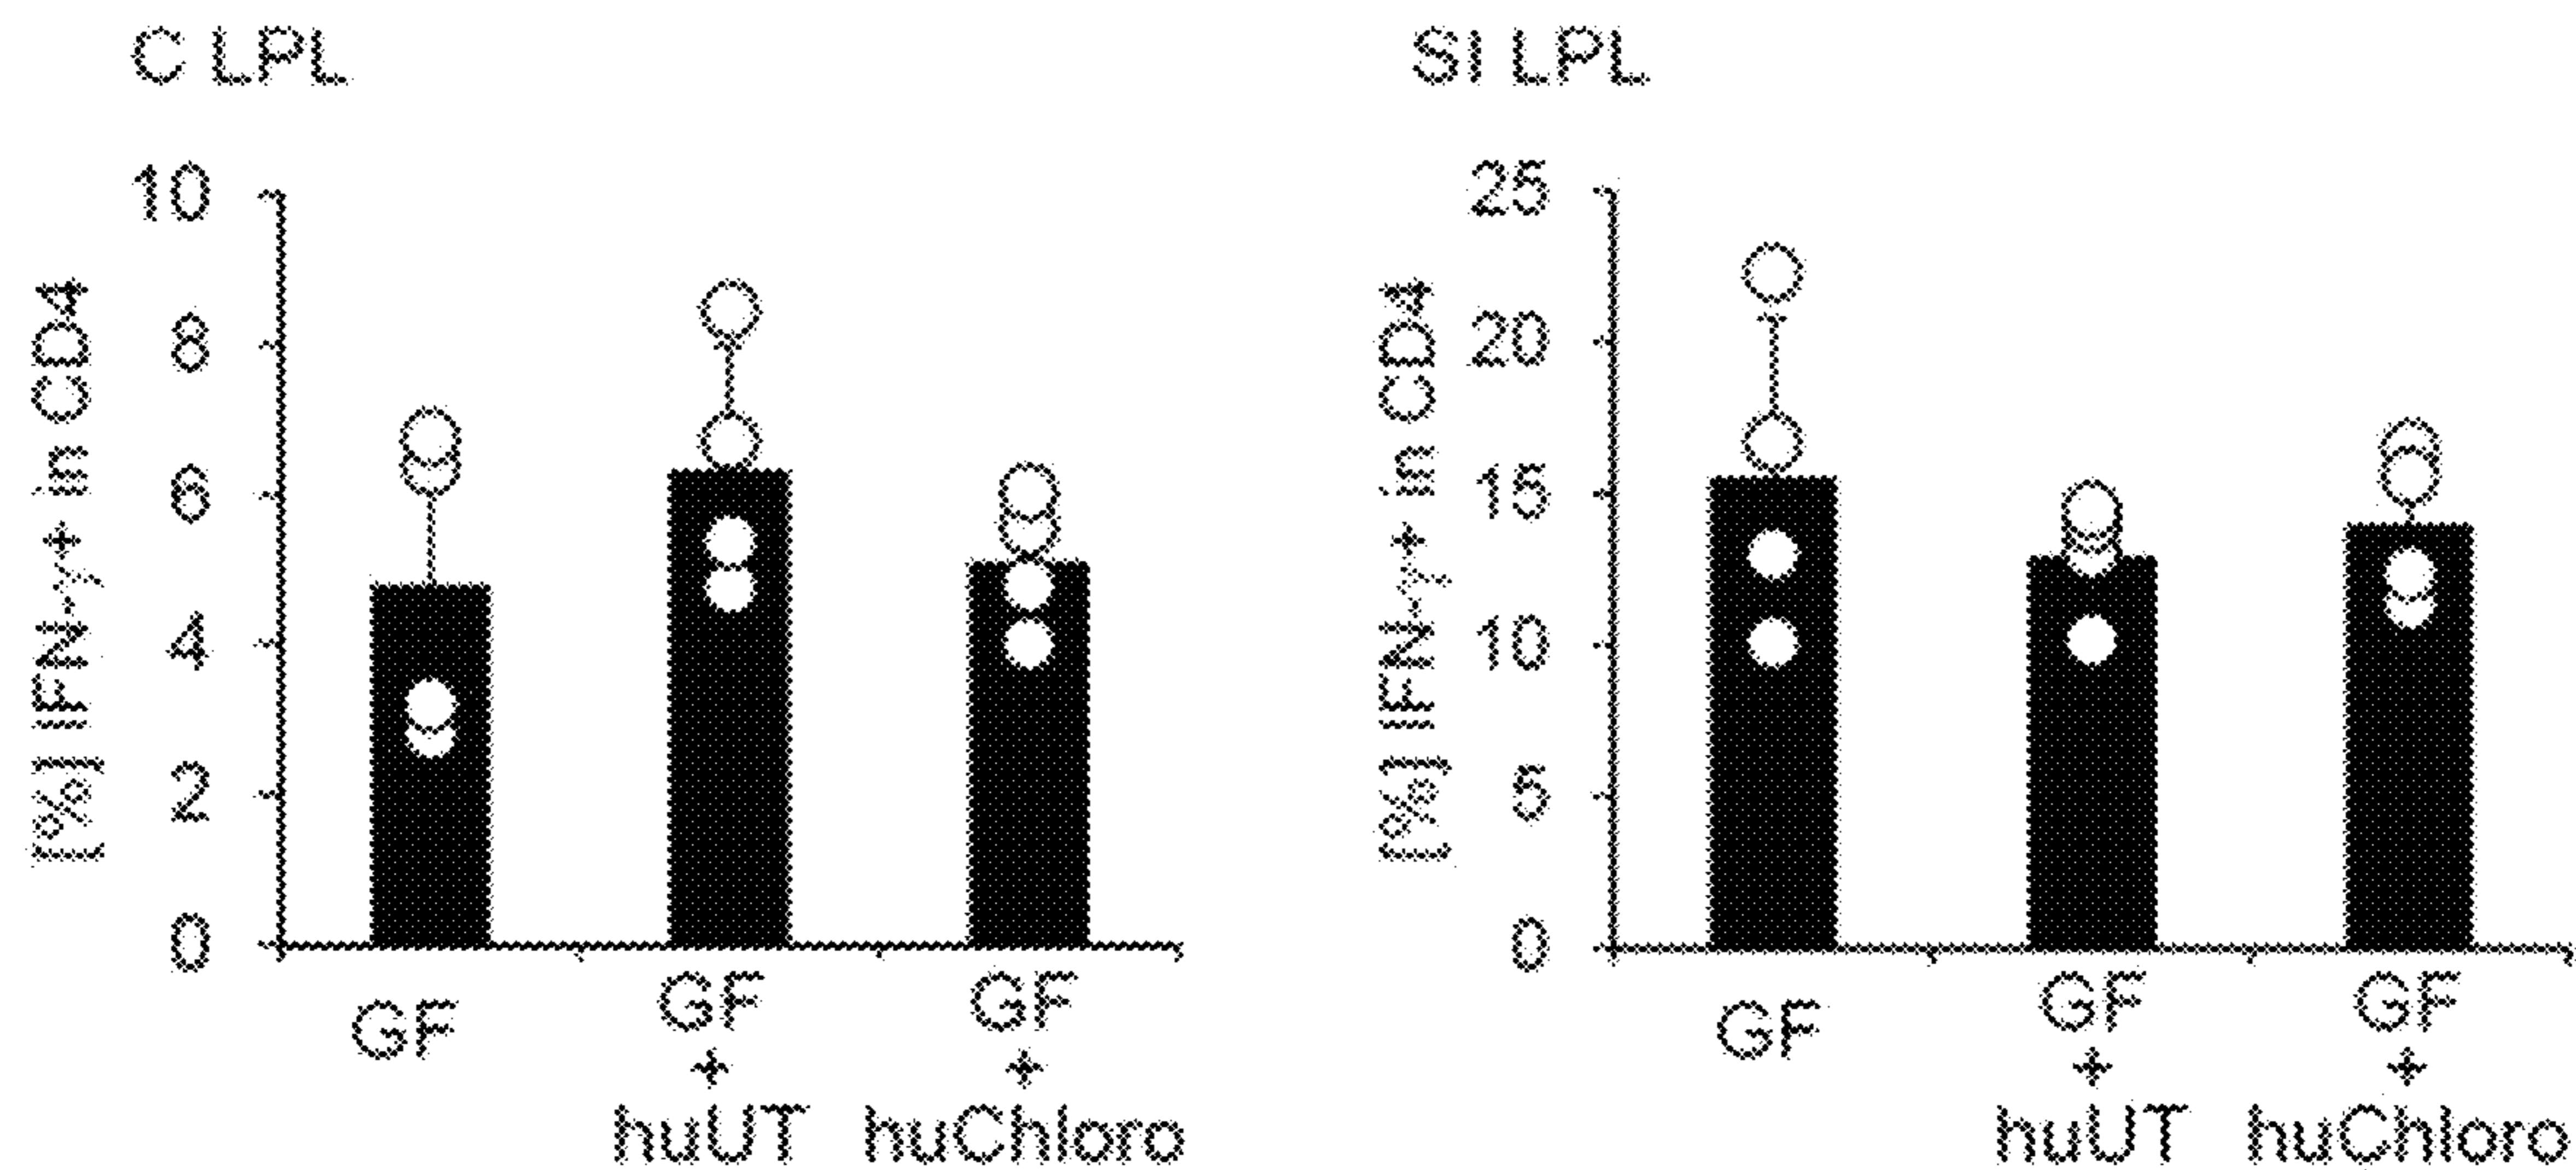 C LPL
[%] IFN-γ+ in CD4
10
8
6
4
2
0
GF
GF
+
huUT
GF
+
huChloro
SI LPL
[%] IFN-γ+ in CD4
25
20
15
10
5
0
GF
GF
+
huUT
GF
+
huChloro